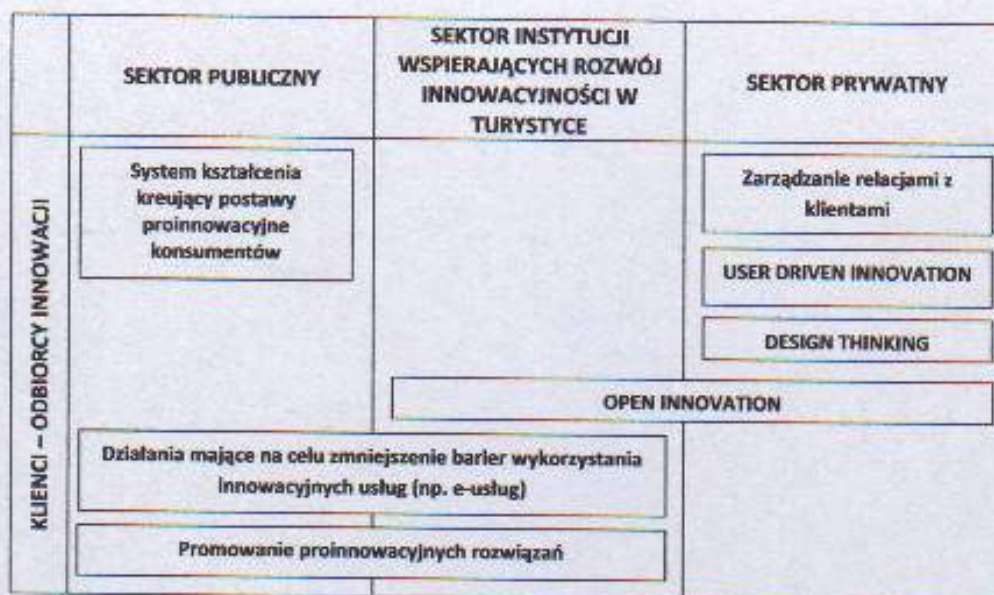 SEKTOR PUBLICZNY
SEKTOR INSTYTUCJI
WSPIERAJĄCYCH ROZWÓJ
INNOWACYJNOŚCI W
TURYSTYCE
SEKTOR PRYWATNY
KLIENCI – ODBIORCY INNOWACJI
System kształcenia
kreujący postawy
proinnowacyjne
konsumentów
Zarządzanie relacjami z
klientami
USER DRIVEN INNOVATION
DESIGN THINKING
OPEN INNOVATION
Działania mające na celu zmniejszenie barier wykorzystania
innowacyjnych usług (np. e-usług)
Promowanie proinnowacyjnych rozwiązań